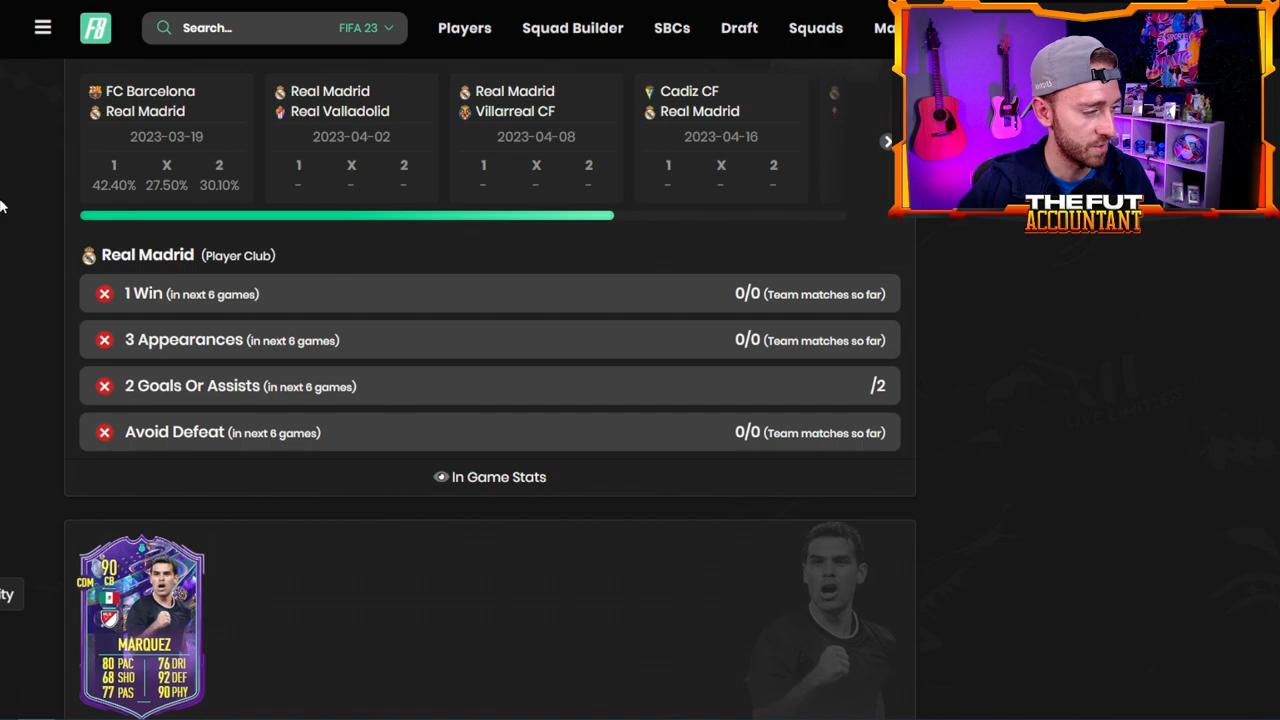 FB
Search...
FIFA 23
Players
Squad Builder
SBCs
Draft
Squads
Ma
FC Barcelona
Real Madrid
2023-03-19
1 X 2
42.40% 27.50% 30.10%
Real Madrid
Real Valladolid
2023-04-02
1 X 2
- - -
Real Madrid
Villarreal CF
2023-04-08
1 X 2
- - -
Cadiz CF
Real Madrid
2023-04-16
1 X 2
- - -
THE FUT
ACCOUNTANT
Real Madrid (Player Club)
1 Win (in next 6 games) 0/0 (Team matches so far)
3 Appearances (in next 6 games) 0/0 (Team matches so far)
2 Goals Or Assists (in next 6 games) /2
Avoid Defeat (in next 6 games) 0/0 (Team matches so far)
In Game Stats
ity
90
CDM CB
MARQUEZ
80 PAC 76 DRI
68 SHO 92 DEF
77 PAS 90 PHY